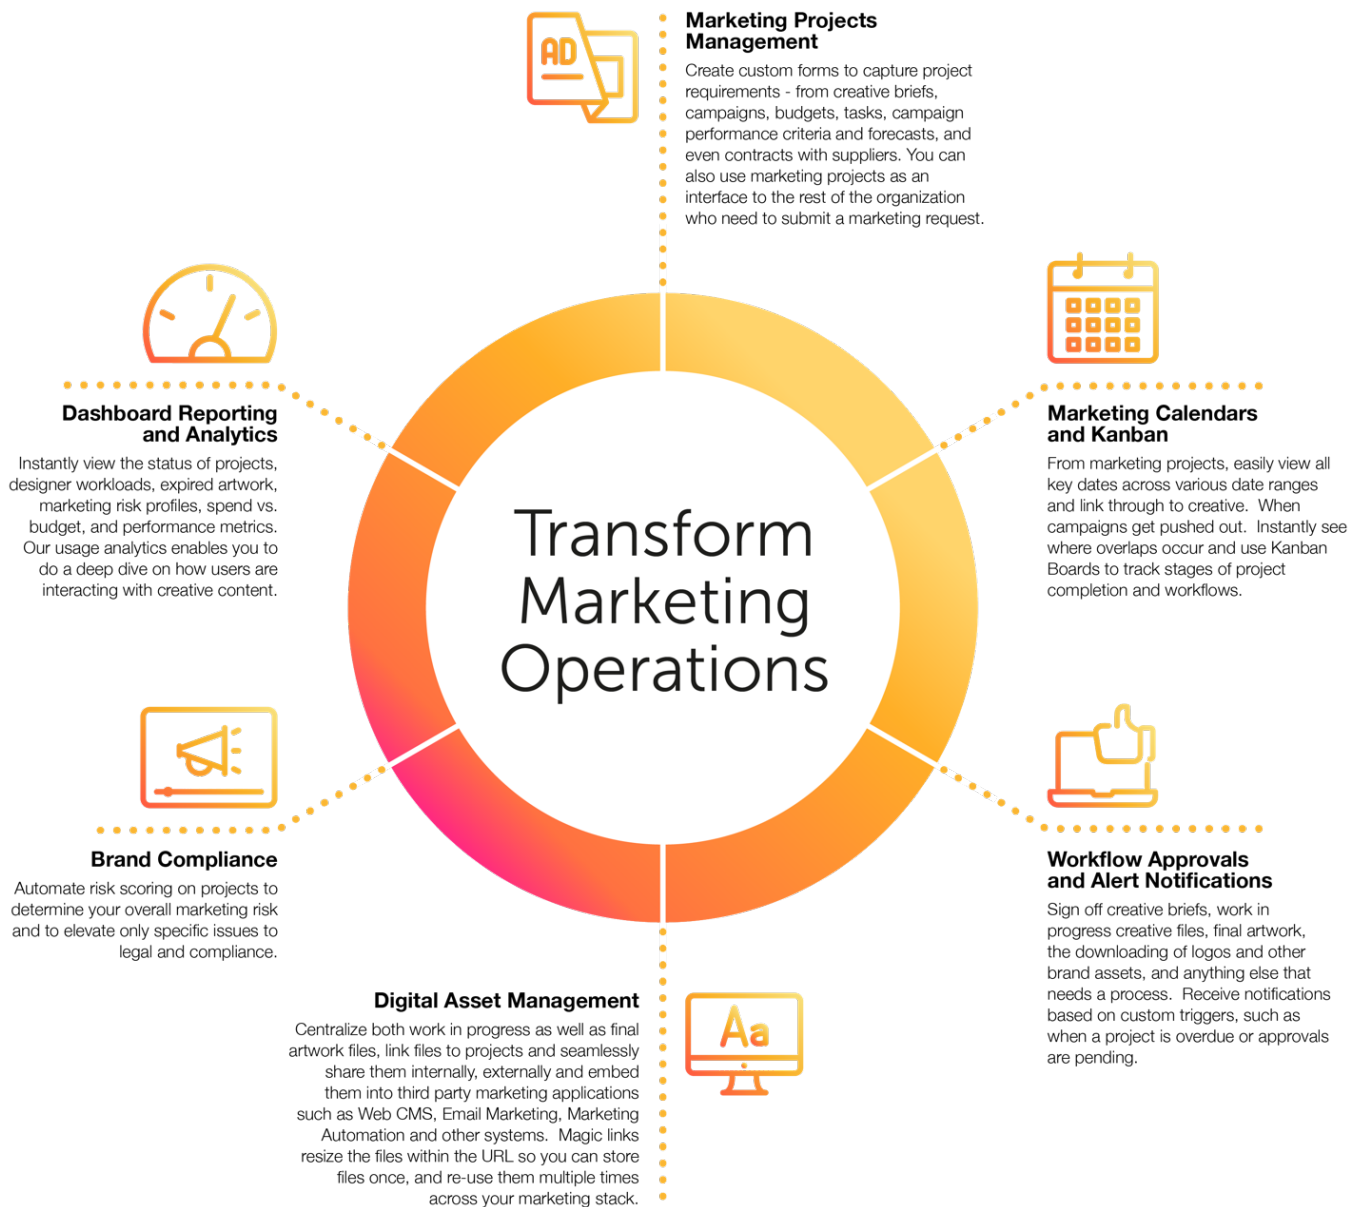 AD
Marketing Projects
Management
Create custom forms to capture project
requirements - from creative briefs,
campaigns, budgets, tasks, campaign
performance criteria and forecasts, and
even contracts with suppliers. You can
also use marketing projects as an
interface to the rest of the organization
who need to submit a marketing request.
Marketing Calendars
and Kanban
From marketing projects, easily view all
key dates across various date ranges
and link through to creative.  When
campaigns get pushed out.  Instantly see
where overlaps occur and use Kanban
Boards to track stages of project
completion and workflows.
Workflow Approvals
and Alert Notifications
Sign off creative briefs, work in
progress creative files, final artwork,
the downloading of logos and other
brand assets, and anything else that
needs a process.  Receive notifications
based on custom triggers, such as
when a project is overdue or approvals
are pending.
Aa
Digital Asset Management
Centralize both work in progress as well as final
artwork files, link files to projects and seamlessly
share them internally, externally and embed
them into third party marketing applications
such as Web CMS, Email Marketing, Marketing
Automation and other systems.  Magic links
resize the files within the URL so you can store
files once, and re-use them multiple times
across your marketing stack.
Brand Compliance
Automate risk scoring on projects to
determine your overall marketing risk
and to elevate only specific issues to
legal and compliance.
Dashboard Reporting
and Analytics
Instantly view the status of projects,
designer workloads, expired artwork,
marketing risk profiles, spend vs.
budget, and performance metrics.
Our usage analytics enables you to
do a deep dive on how users are
interacting with creative content.
Transform
Marketing
Operations